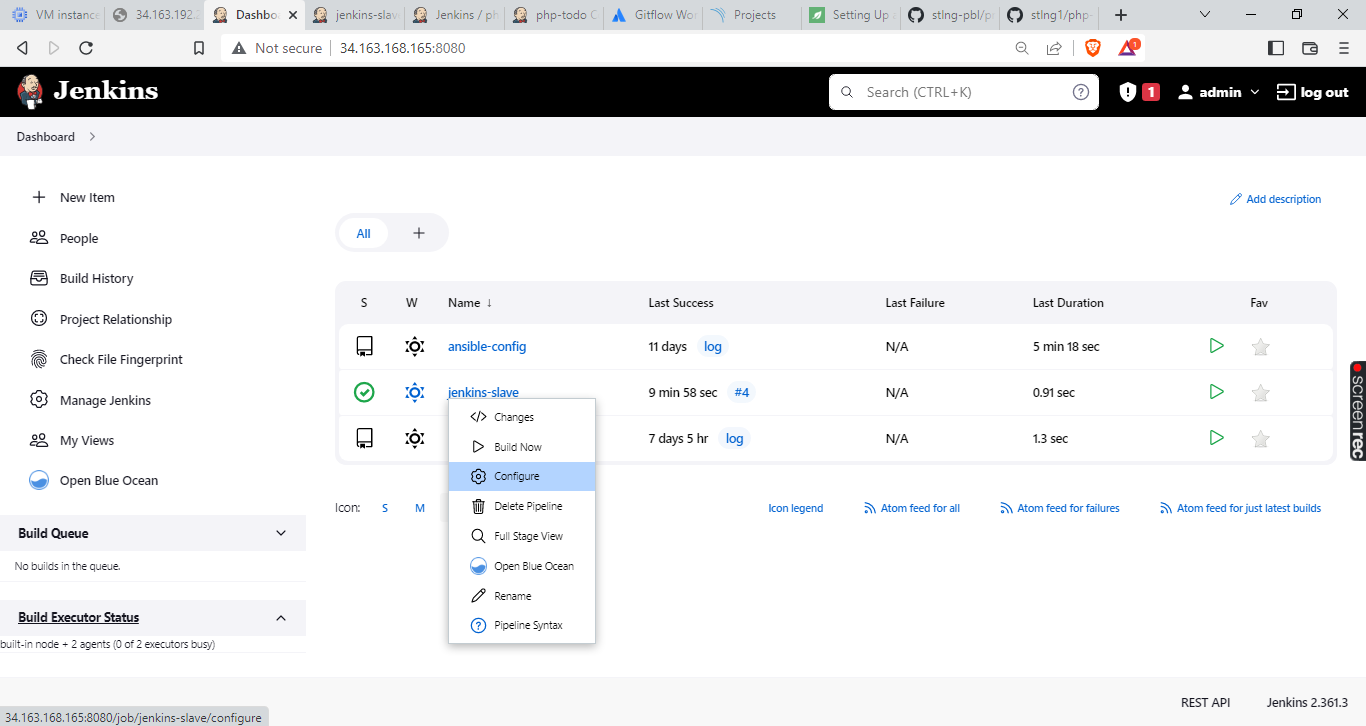 VM instance
34.163.192.2
Dashbo
jenkins-slav
Jenkins / ph
php-todo C
Gitflow Wor
Projects
Setting Up a
stlng-pbl/p
stlng1/php-
Not secure
34.163.168.165:8080
1
Jenkins
Search (CTRL+K)
?
1
admin
log out
Dashboard
New Item
People
Build History
Project Relationship
Check File Fingerprint
Manage Jenkins
My Views
Open Blue Ocean
Build Queue
No builds in the queue.
Build Executor Status
built-in node + 2 agents (0 of 2 executors busy)
Add description
All
S W Name ↓ Last Success Last Failure Last Duration Fav
ansible-config 11 days log N/A 5 min 18 sec
jenkins-slave 9 min 58 sec #4 N/A 0.91 sec
7 days 5 hr log N/A 1.3 sec
Changes
Build Now
Configure
Delete Pipeline
Full Stage View
Open Blue Ocean
Rename
? Pipeline Syntax
Icon: S M
Icon legend
Atom feed for all
Atom feed for failures
Atom feed for just latest builds
screenrec
REST API
Jenkins 2.361.3
34.163.168.165:8080/job/jenkins-slave/configure